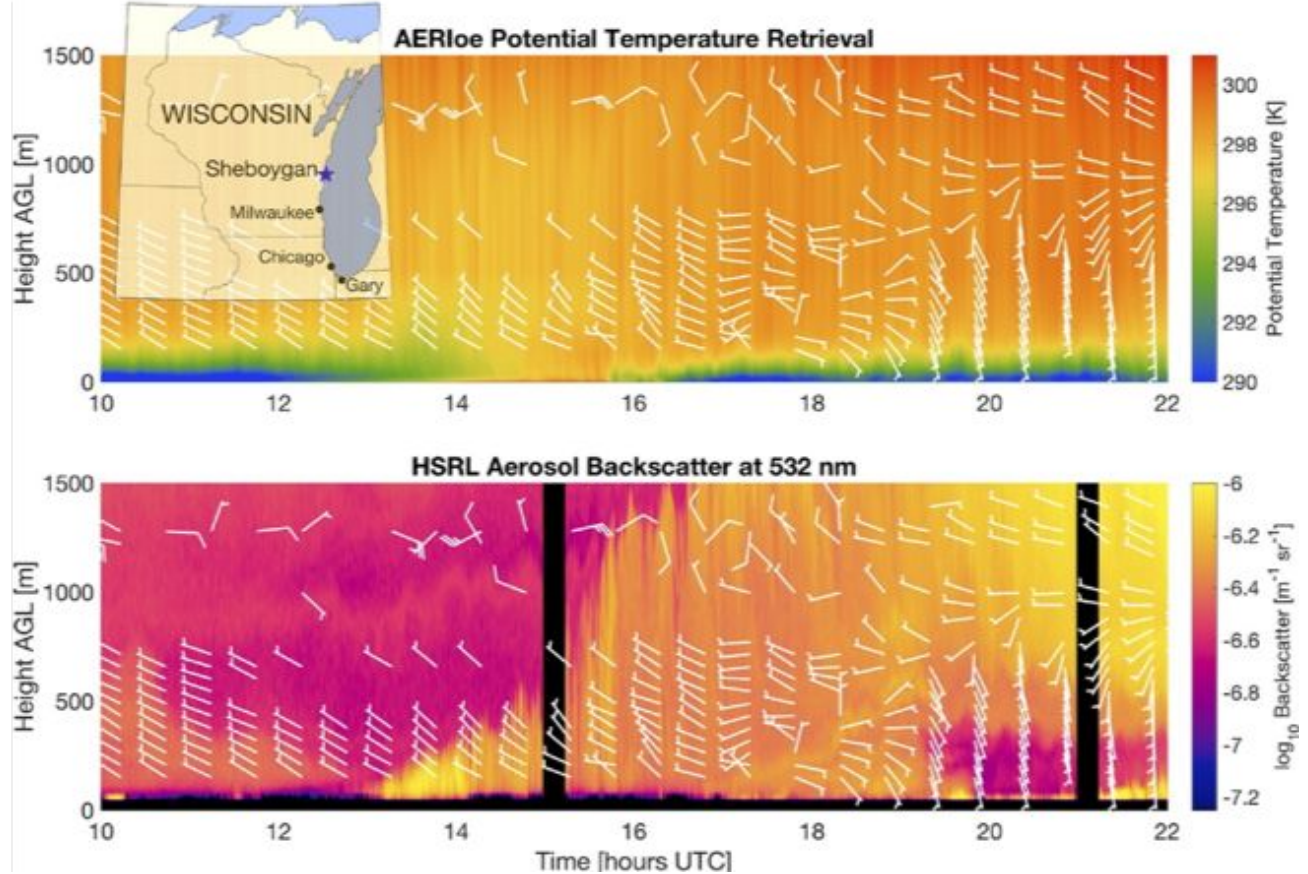 AERIoe Potential Temperature Retrieval
1500
1000
500
0
Height AGL [m]
WISCONSIN
Sheboygan
Milwaukee
Chicago
Gary
10 12 14 16 18 20 22
300
298
296
294
292
290
Potential Temperature [K]
HSRL Aerosol Backscatter at 532 nm
1500
1000
500
0
Height AGL [m]
10 12 14 16 18 20 22
Time [hours UTC]
-6
-6.2
-6.4
-6.6
-6.8
-7
-7.2
log₁₀ Backscatter [m⁻¹ sr⁻¹]